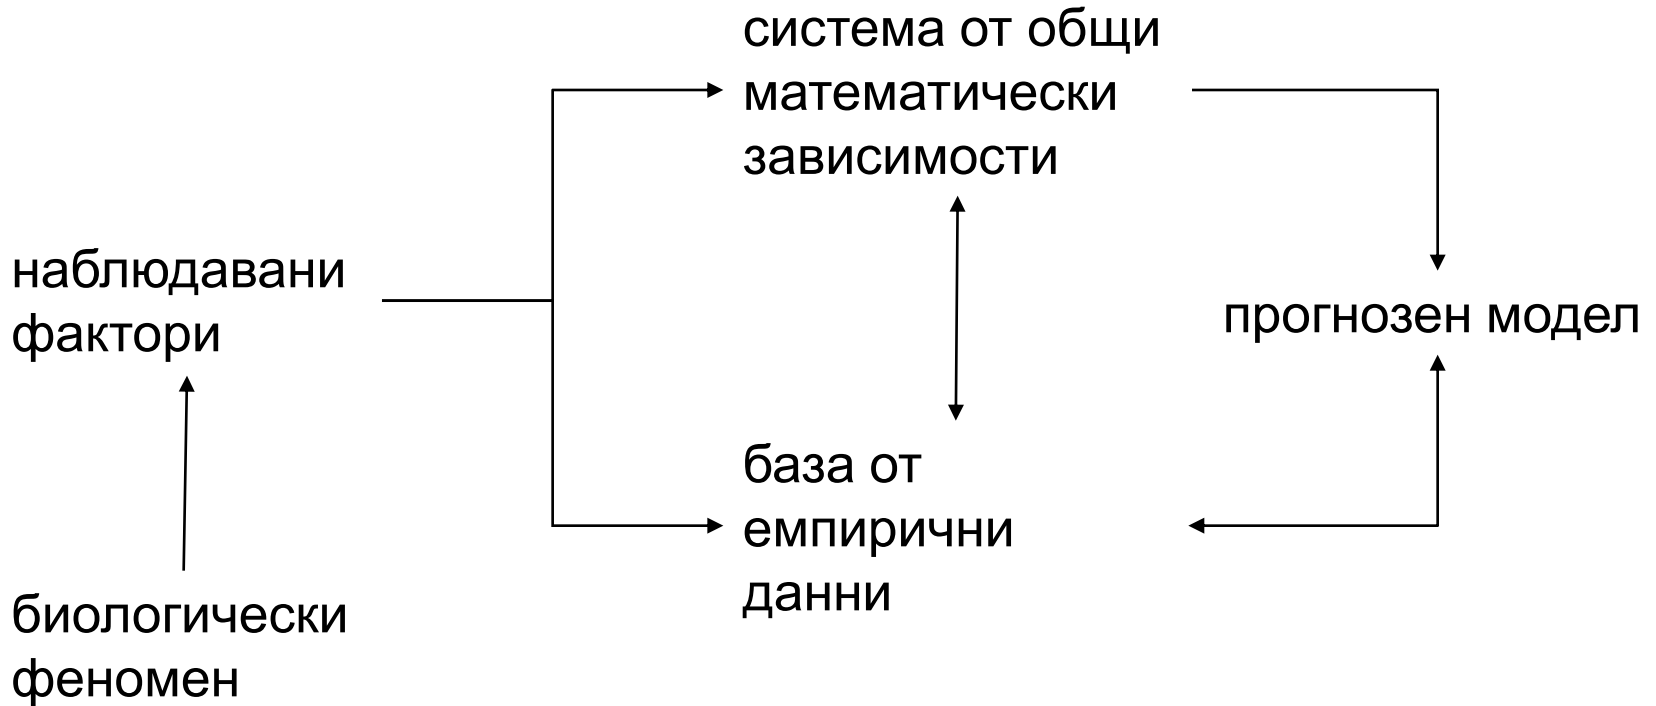 система от общи
математически
зависимости
наблюдавани
фактори
прогнозен модел
база от
емпирични
данни
биологически
феномен